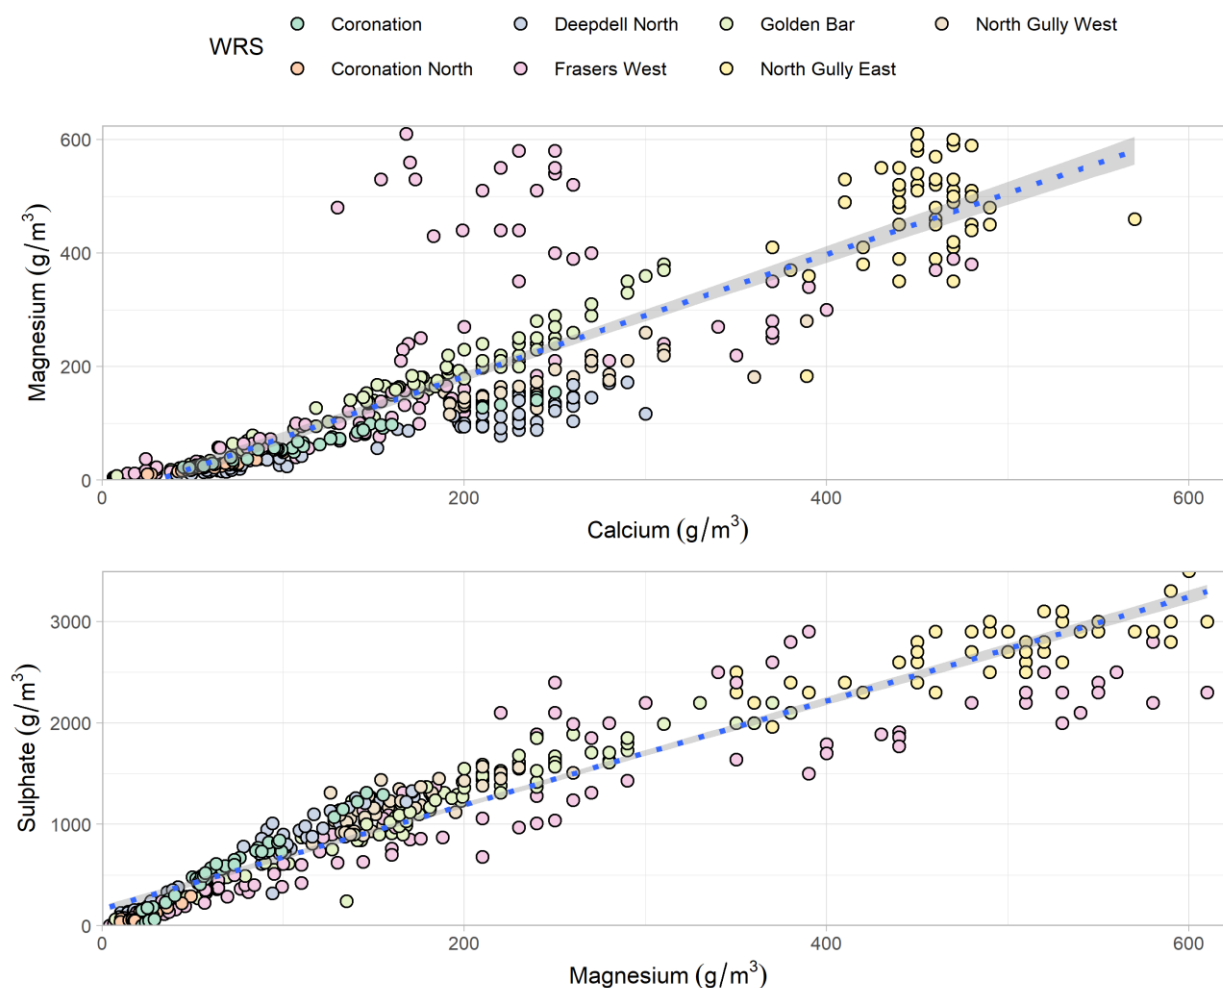 WRS
Coronation
Deepdell North
Golden Bar
North Gully West
Coronation North
Frasers West
North Gully East
Magnesium (g/m³)
600
400
200
0
0
200
400
600
Calcium (g/m³)
Sulphate (g/m³)
3000
2000
1000
0
0
200
400
600
Magnesium (g/m³)